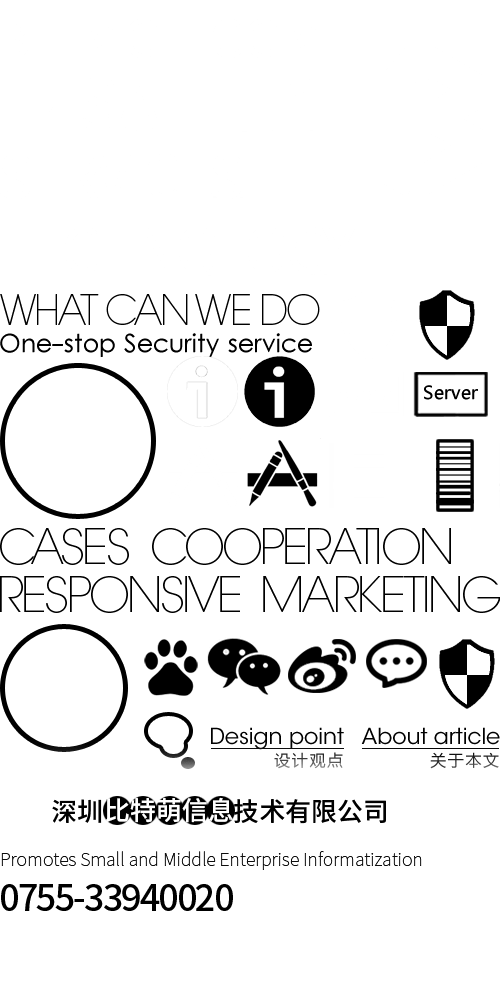 WHAT CAN WE DO
One-stop Security service
Server
CASES COOPERATION
RESPONSIVE MARKETING
Design point About article
设计观点 关于本文
深圳比特萌信息技术有限公司
Promotes Small and Middle Enterprise Informatization
0755-33940020